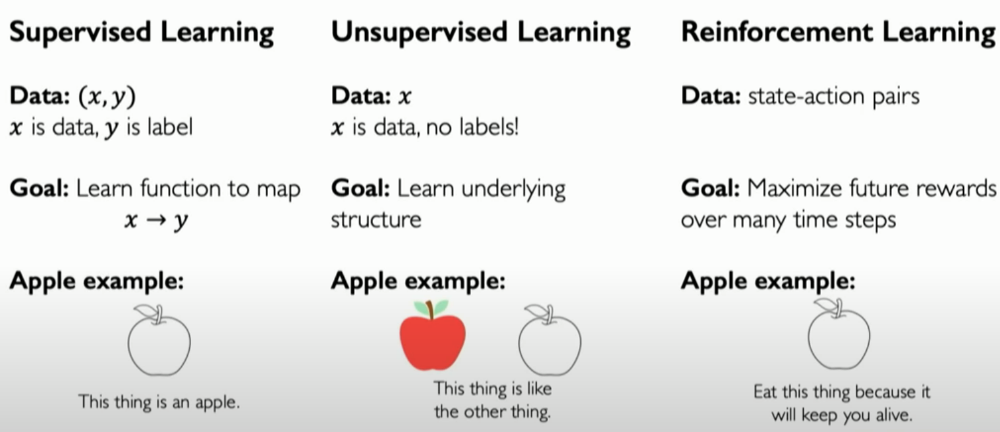 Supervised Learning
Data: (x, y)
x is data, y is label
Goal: Learn function to map
x → y
Apple example:
This thing is an apple.
Unsupervised Learning
Data: x
x is data, no labels!
Goal: Learn underlying
structure
Apple example:
This thing is like
the other thing.
Reinforcement Learning
Data: state-action pairs
Goal: Maximize future rewards
over many time steps
Apple example:
Eat this thing because it
will keep you alive.